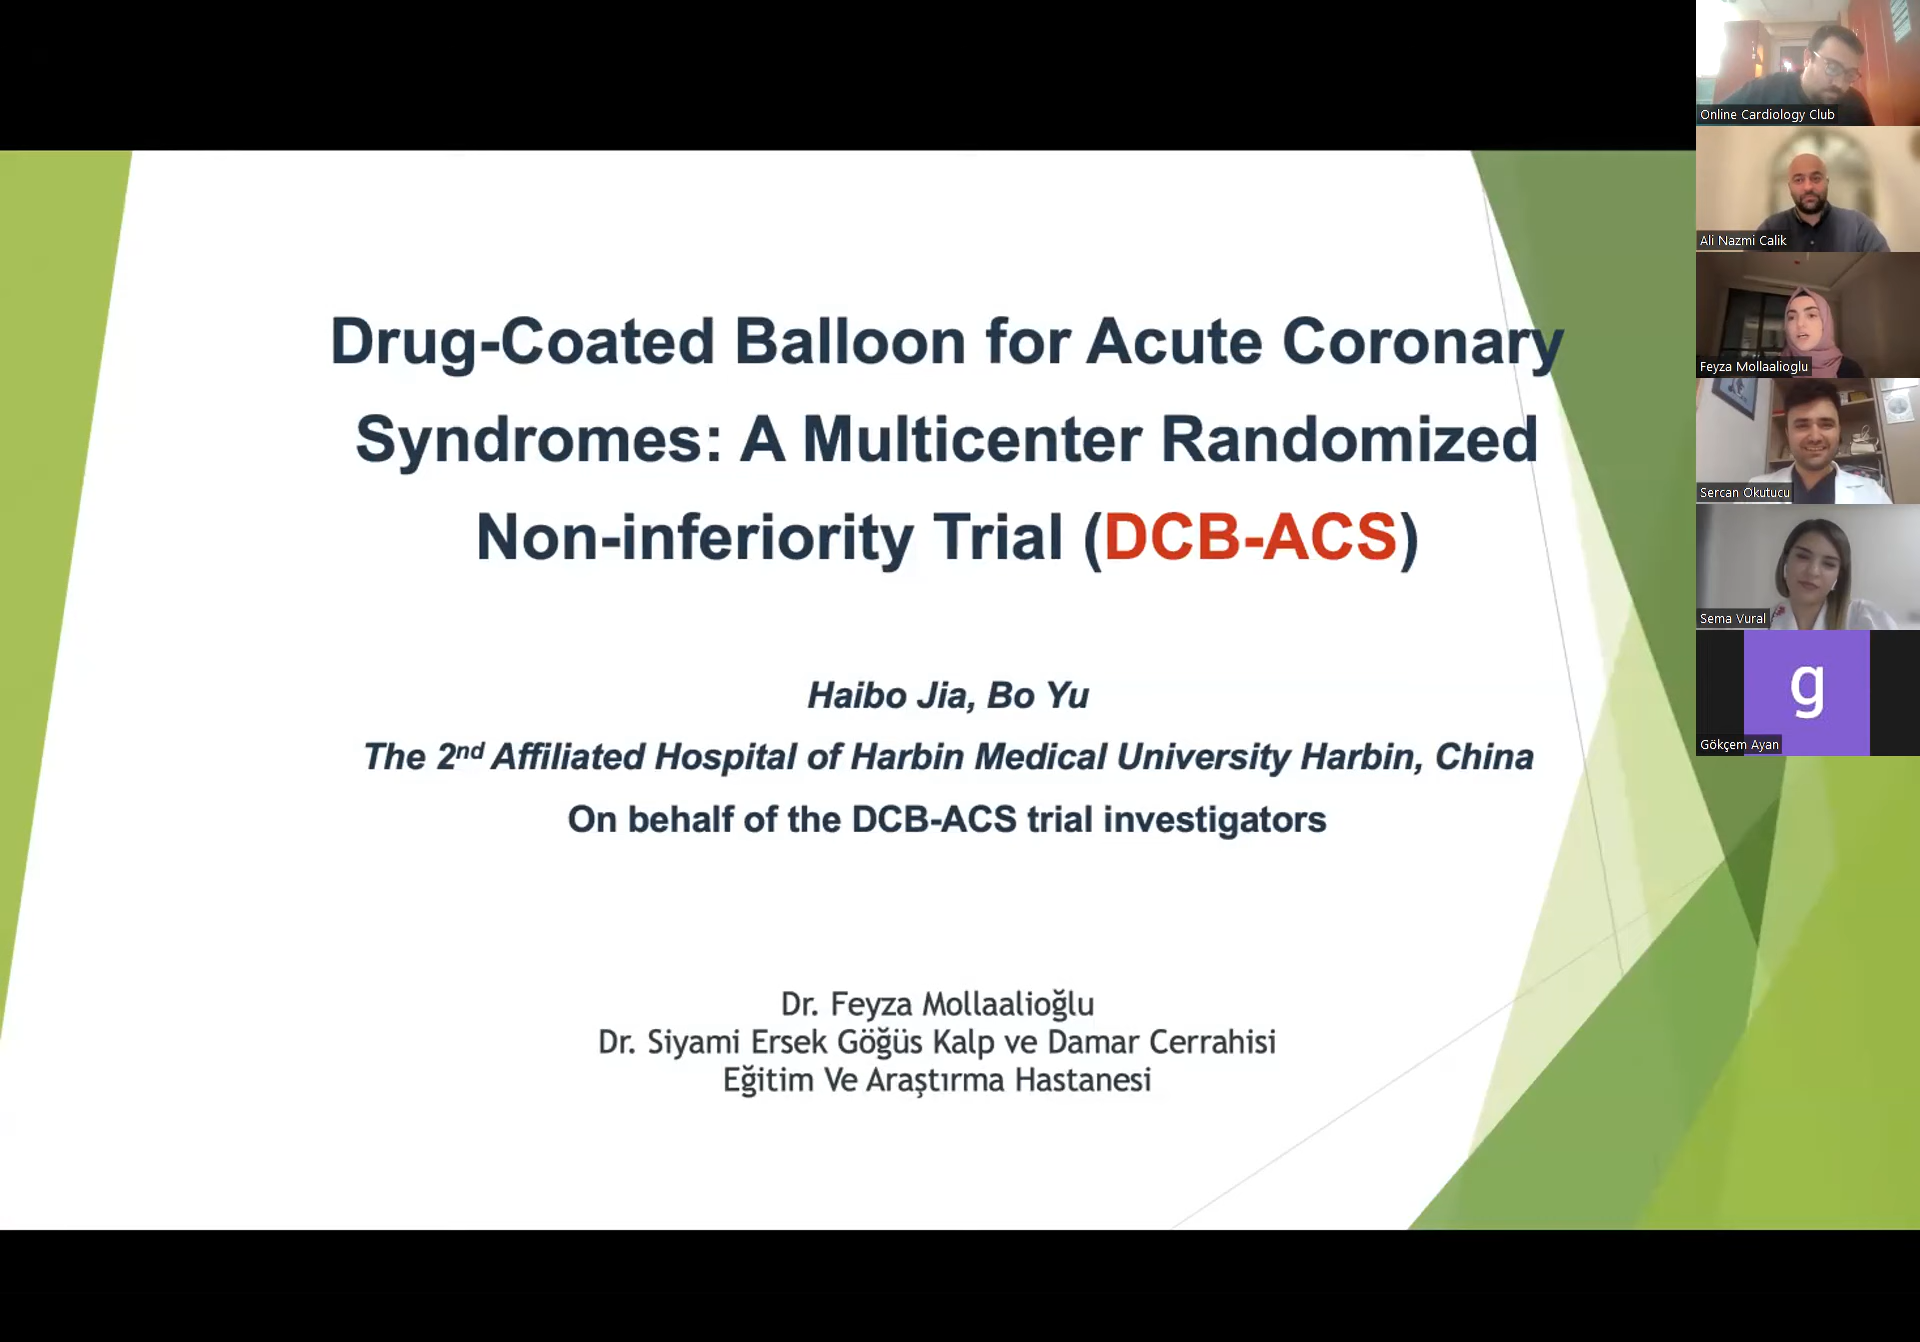 Drug-Coated Balloon for Acute Coronary
Syndromes: A Multicenter Randomized
Non-inferiority Trial (DCB-ACS)
Haibo Jia, Bo Yu
The 2nd Affiliated Hospital of Harbin Medical University Harbin, China
On behalf of the DCB-ACS trial investigators
Dr. Feyza Mollaalioğlu
Dr. Siyami Ersek Göğüs Kalp ve Damar Cerrahisi
Eğitim Ve Araştırma Hastanesi
Online Cardiology Club
Ali Nazmi Calik
Feyza Mollaalioglu
Sercan Okutucu
Sema Vural
g
Gökçem Ayan